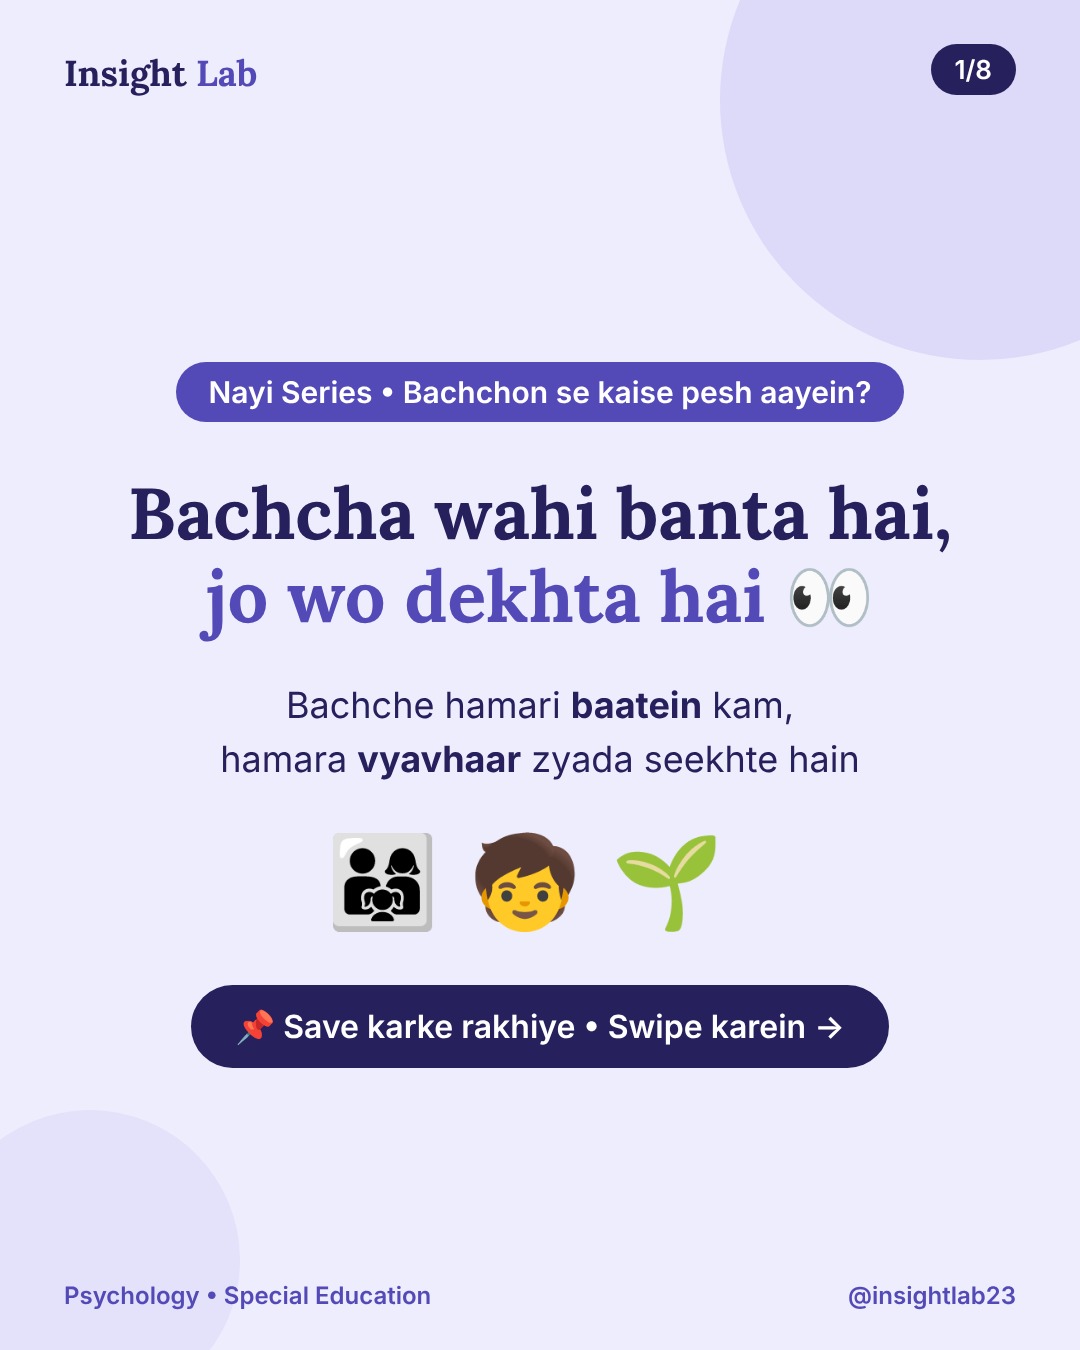 Insight Lab
1/8
Nayi Series • Bachchon se kaise pesh aayein?
Bachcha wahi banta hai,
jo wo dekhta hai 👀
Bachche hamari baatein kam,
hamara vyavhaar zyada seekhte hain
📌 Save karke rakhiye • Swipe karein →
Psychology • Special Education
@insightlab23